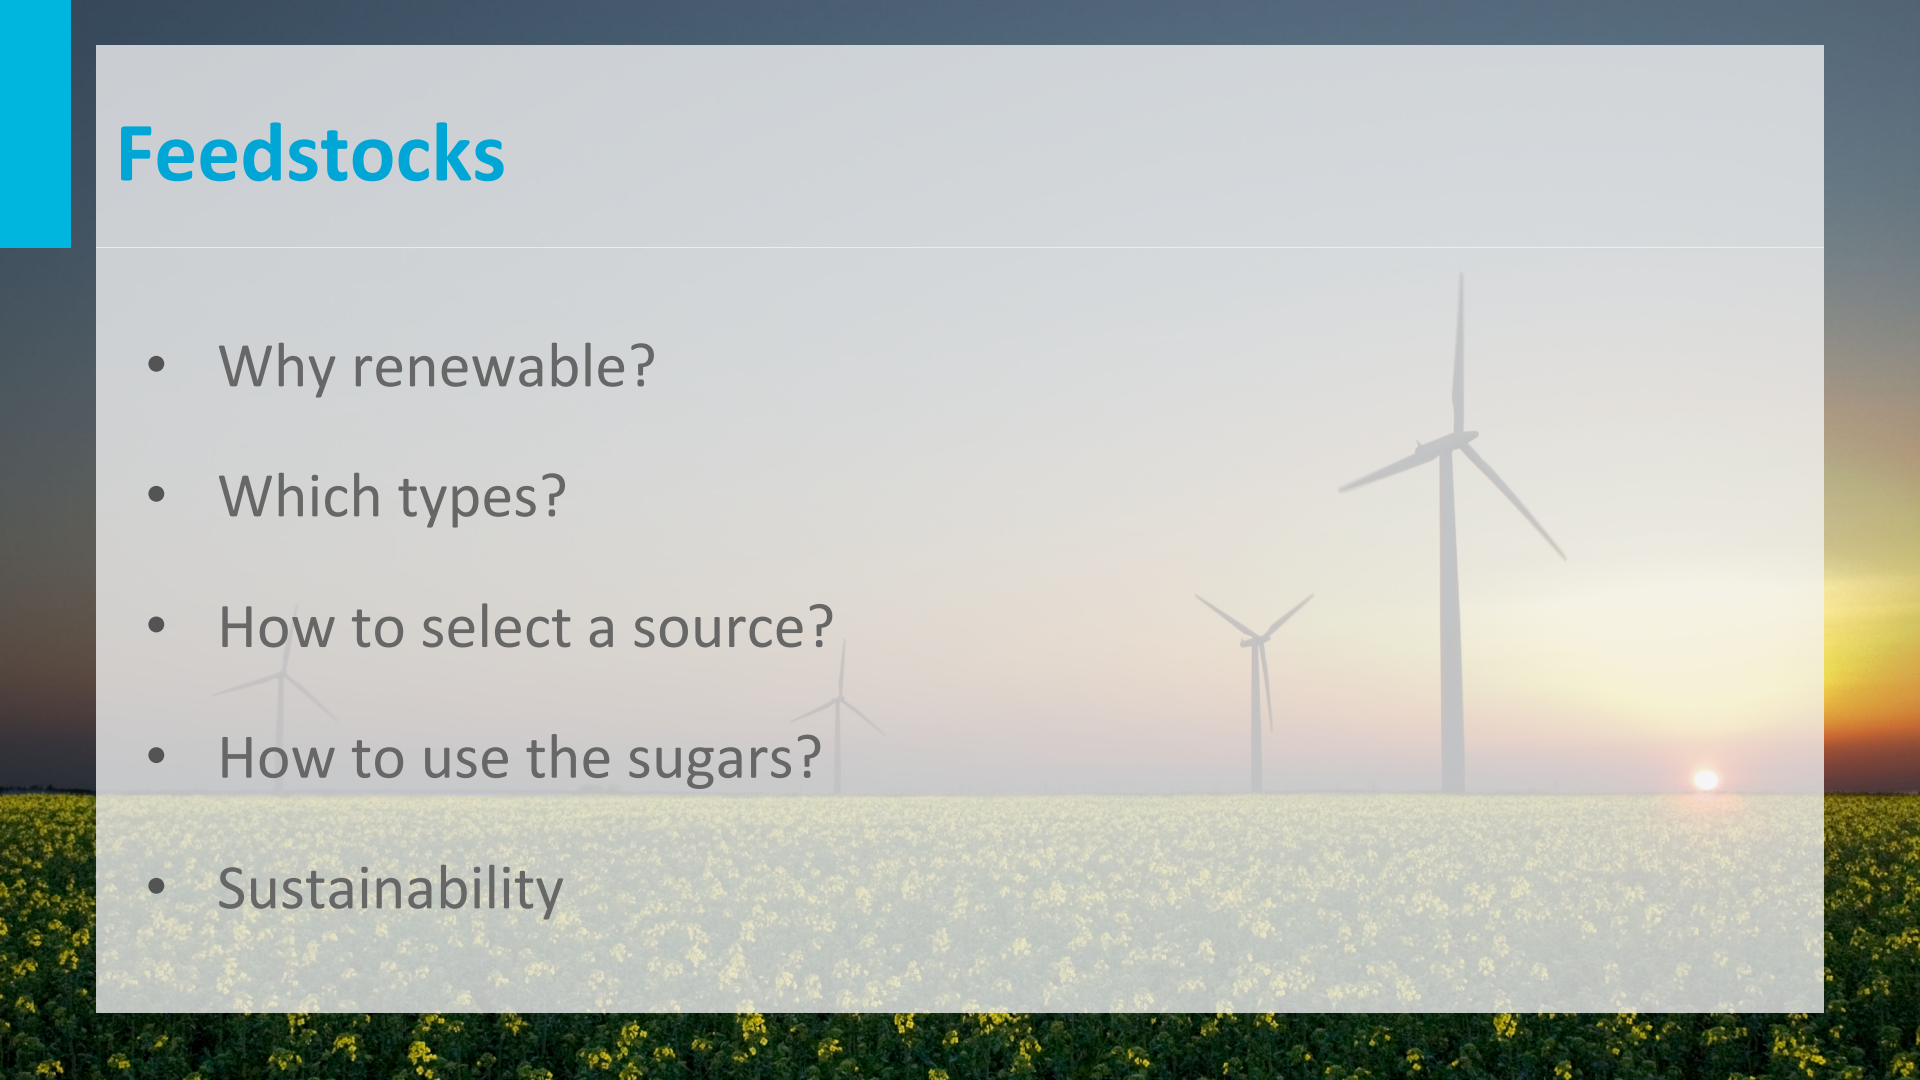 Feedstocks
• Why renewable?
• Which types?
• How to select a source?
• How to use the sugars?
• Sustainability